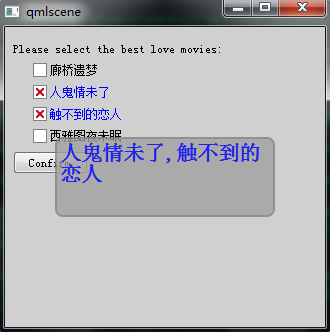 qmlscene
Please select the best love movies:
廊桥遗梦
人鬼情未了
触不到的恋人
西雅图夜未眠
Confirm
人鬼情未了,触不到的
恋人